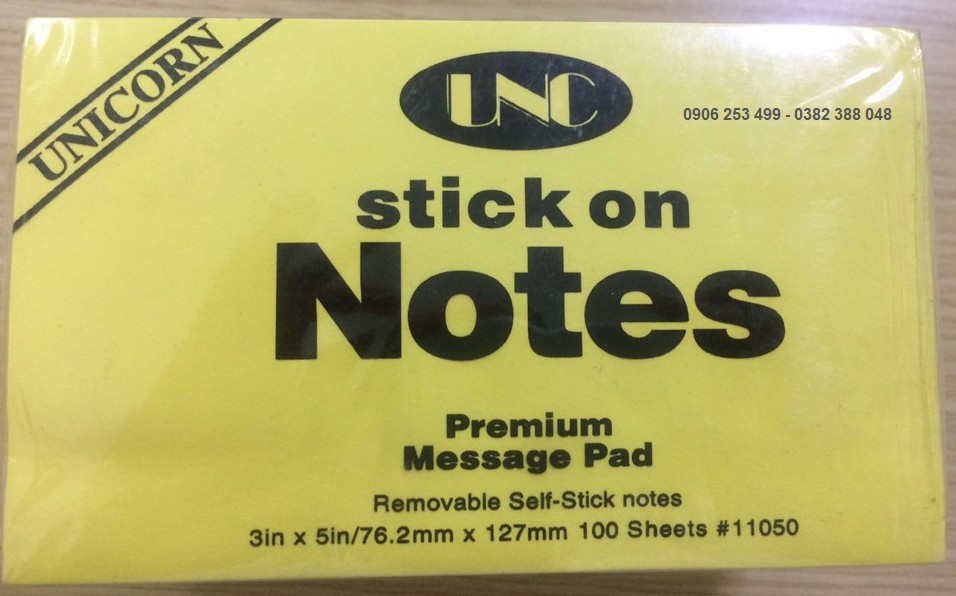 UNICORN
UNC
0906 253 499 - 0382 388 048
stick on
Notes
Premium
Message Pad
Removable Self-Stick notes
3in x 5in/76.2mm x 127mm 100 Sheets #11050